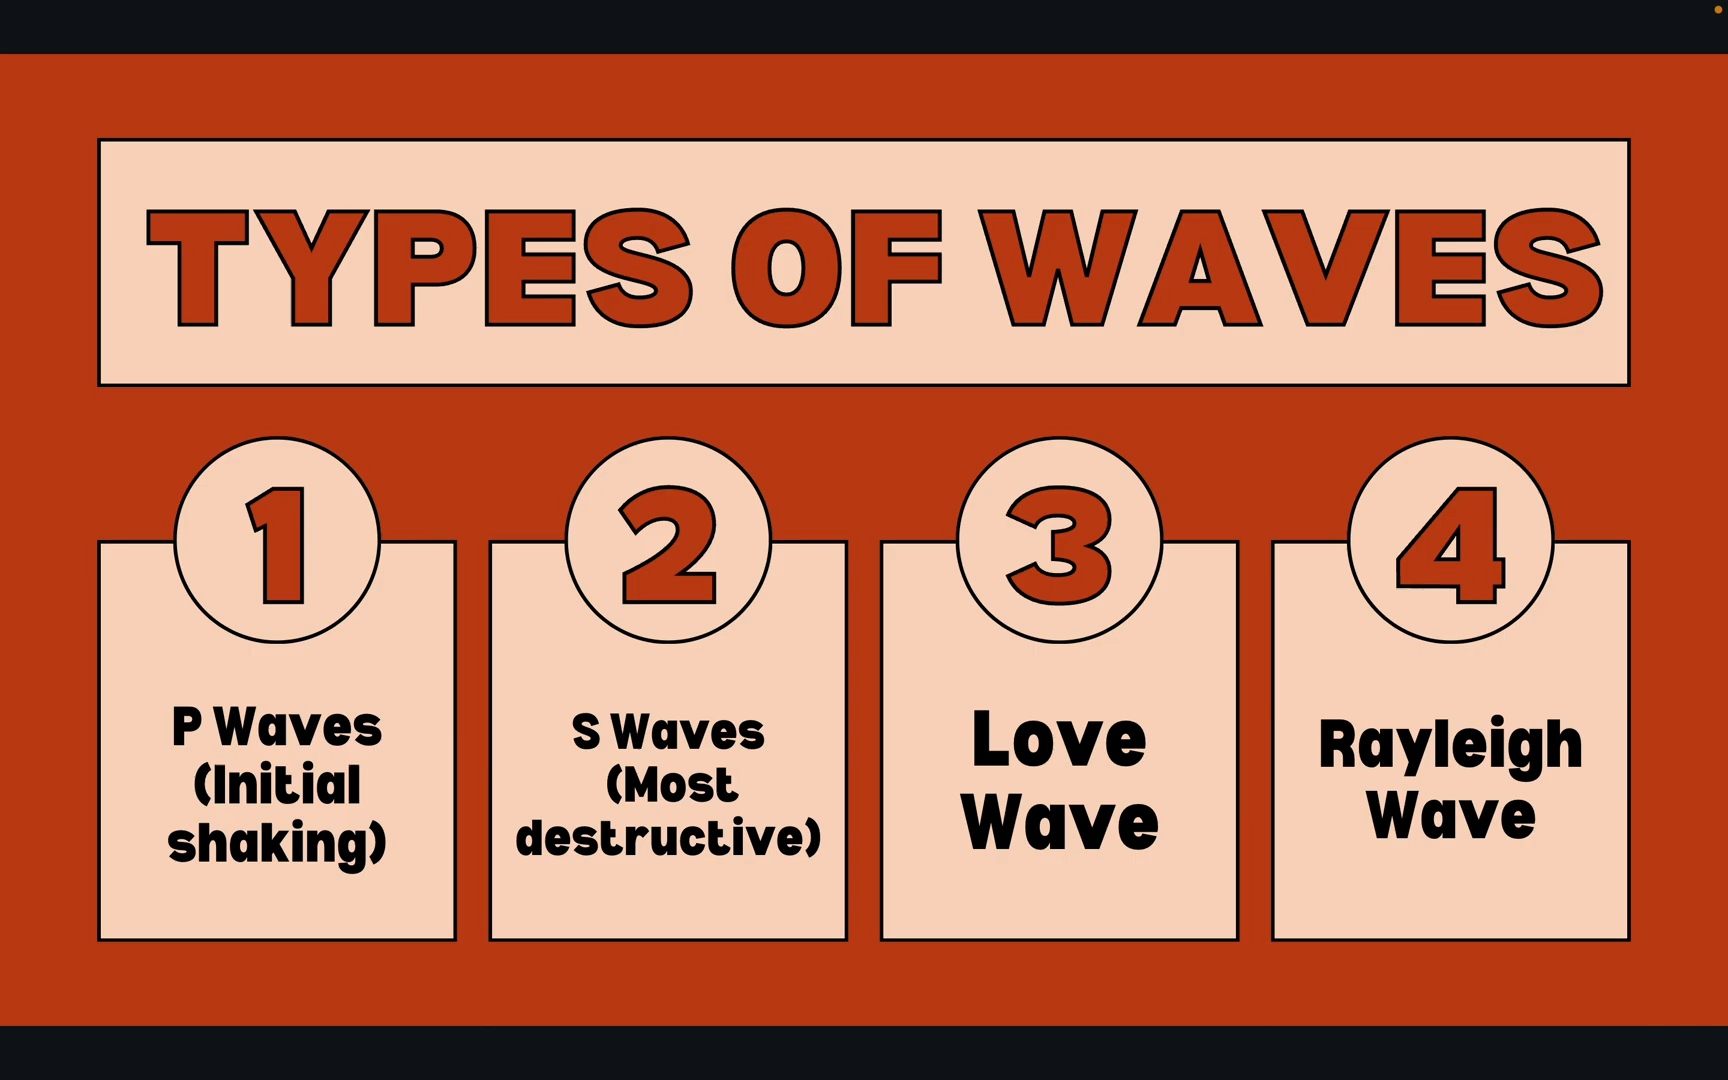 TYPES OF WAVES
1
P Waves
(Initial
shaking)
2
S Waves
(Most
destructive)
3
Love
Wave
4
Rayleigh
Wave